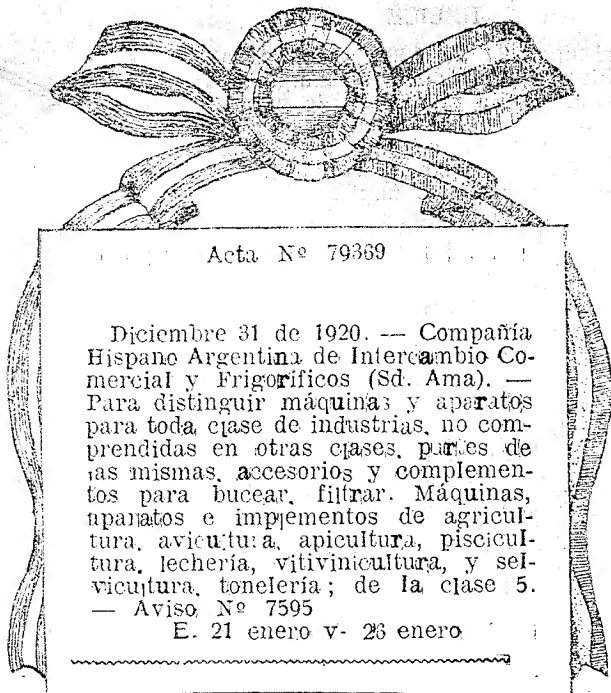 Acta Nº 79369
Diciembre 31 de 1920. — Compañía
Hispano Argentina de Intercambio Co-
mercial y Frigoríficos (Sd. Ama). —
Para distinguir máquinas y aparatos
para toda clase de industrias, no com-
prendidas en otras clases, partes de
las mismas, accesorios y complemen-
tos para bucear, filtrar. Máquinas,
aparatos e implementos de agricul-
tura, avicultura, apicultura, piscicul-
tura, lechería, vitivinicultura, y sel-
vicultura, tonelería; de la clase 5.
— Aviso Nº 7595
E. 21 enero v- 26 enero